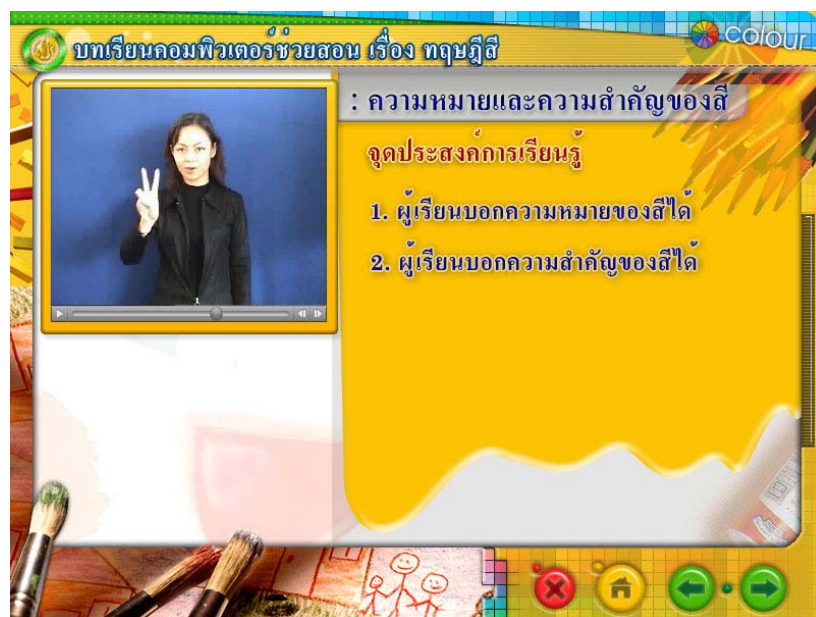 บทเรียนคอมพิวเตอร์ช่วยสอน เรื่อง ทฤษฎีสี
colour
: ความหมายและความสำคัญของสี
จุดประสงค์การเรียนรู้
1. ผู้เรียนบอกความหมายของสีได้
2. ผู้เรียนบอกความสำคัญของสีได้